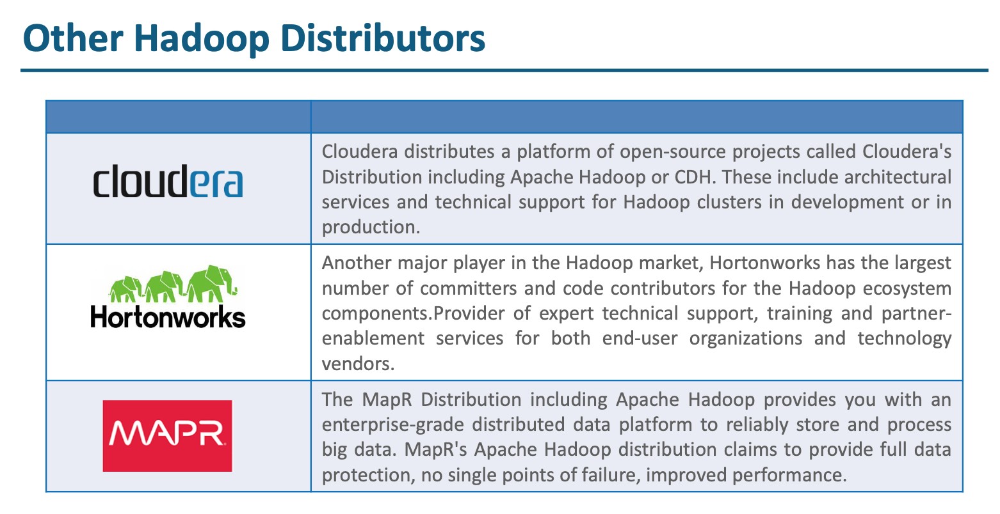 Other Hadoop Distributors
cloudera
Cloudera distributes a platform of open-source projects called Cloudera's
Distribution including Apache Hadoop or CDH. These include architectural
services and technical support for Hadoop clusters in development or in
production.
Hortonworks
Another major player in the Hadoop market, Hortonworks has the largest
number of committers and code contributors for the Hadoop ecosystem
components.Provider of expert technical support, training and partner-
enablement services for both end-user organizations and technology
vendors.
MAPR
The MapR Distribution including Apache Hadoop provides you with an
enterprise-grade distributed data platform to reliably store and process
big data. MapR's Apache Hadoop distribution claims to provide full data
protection, no single points of failure, improved performance.